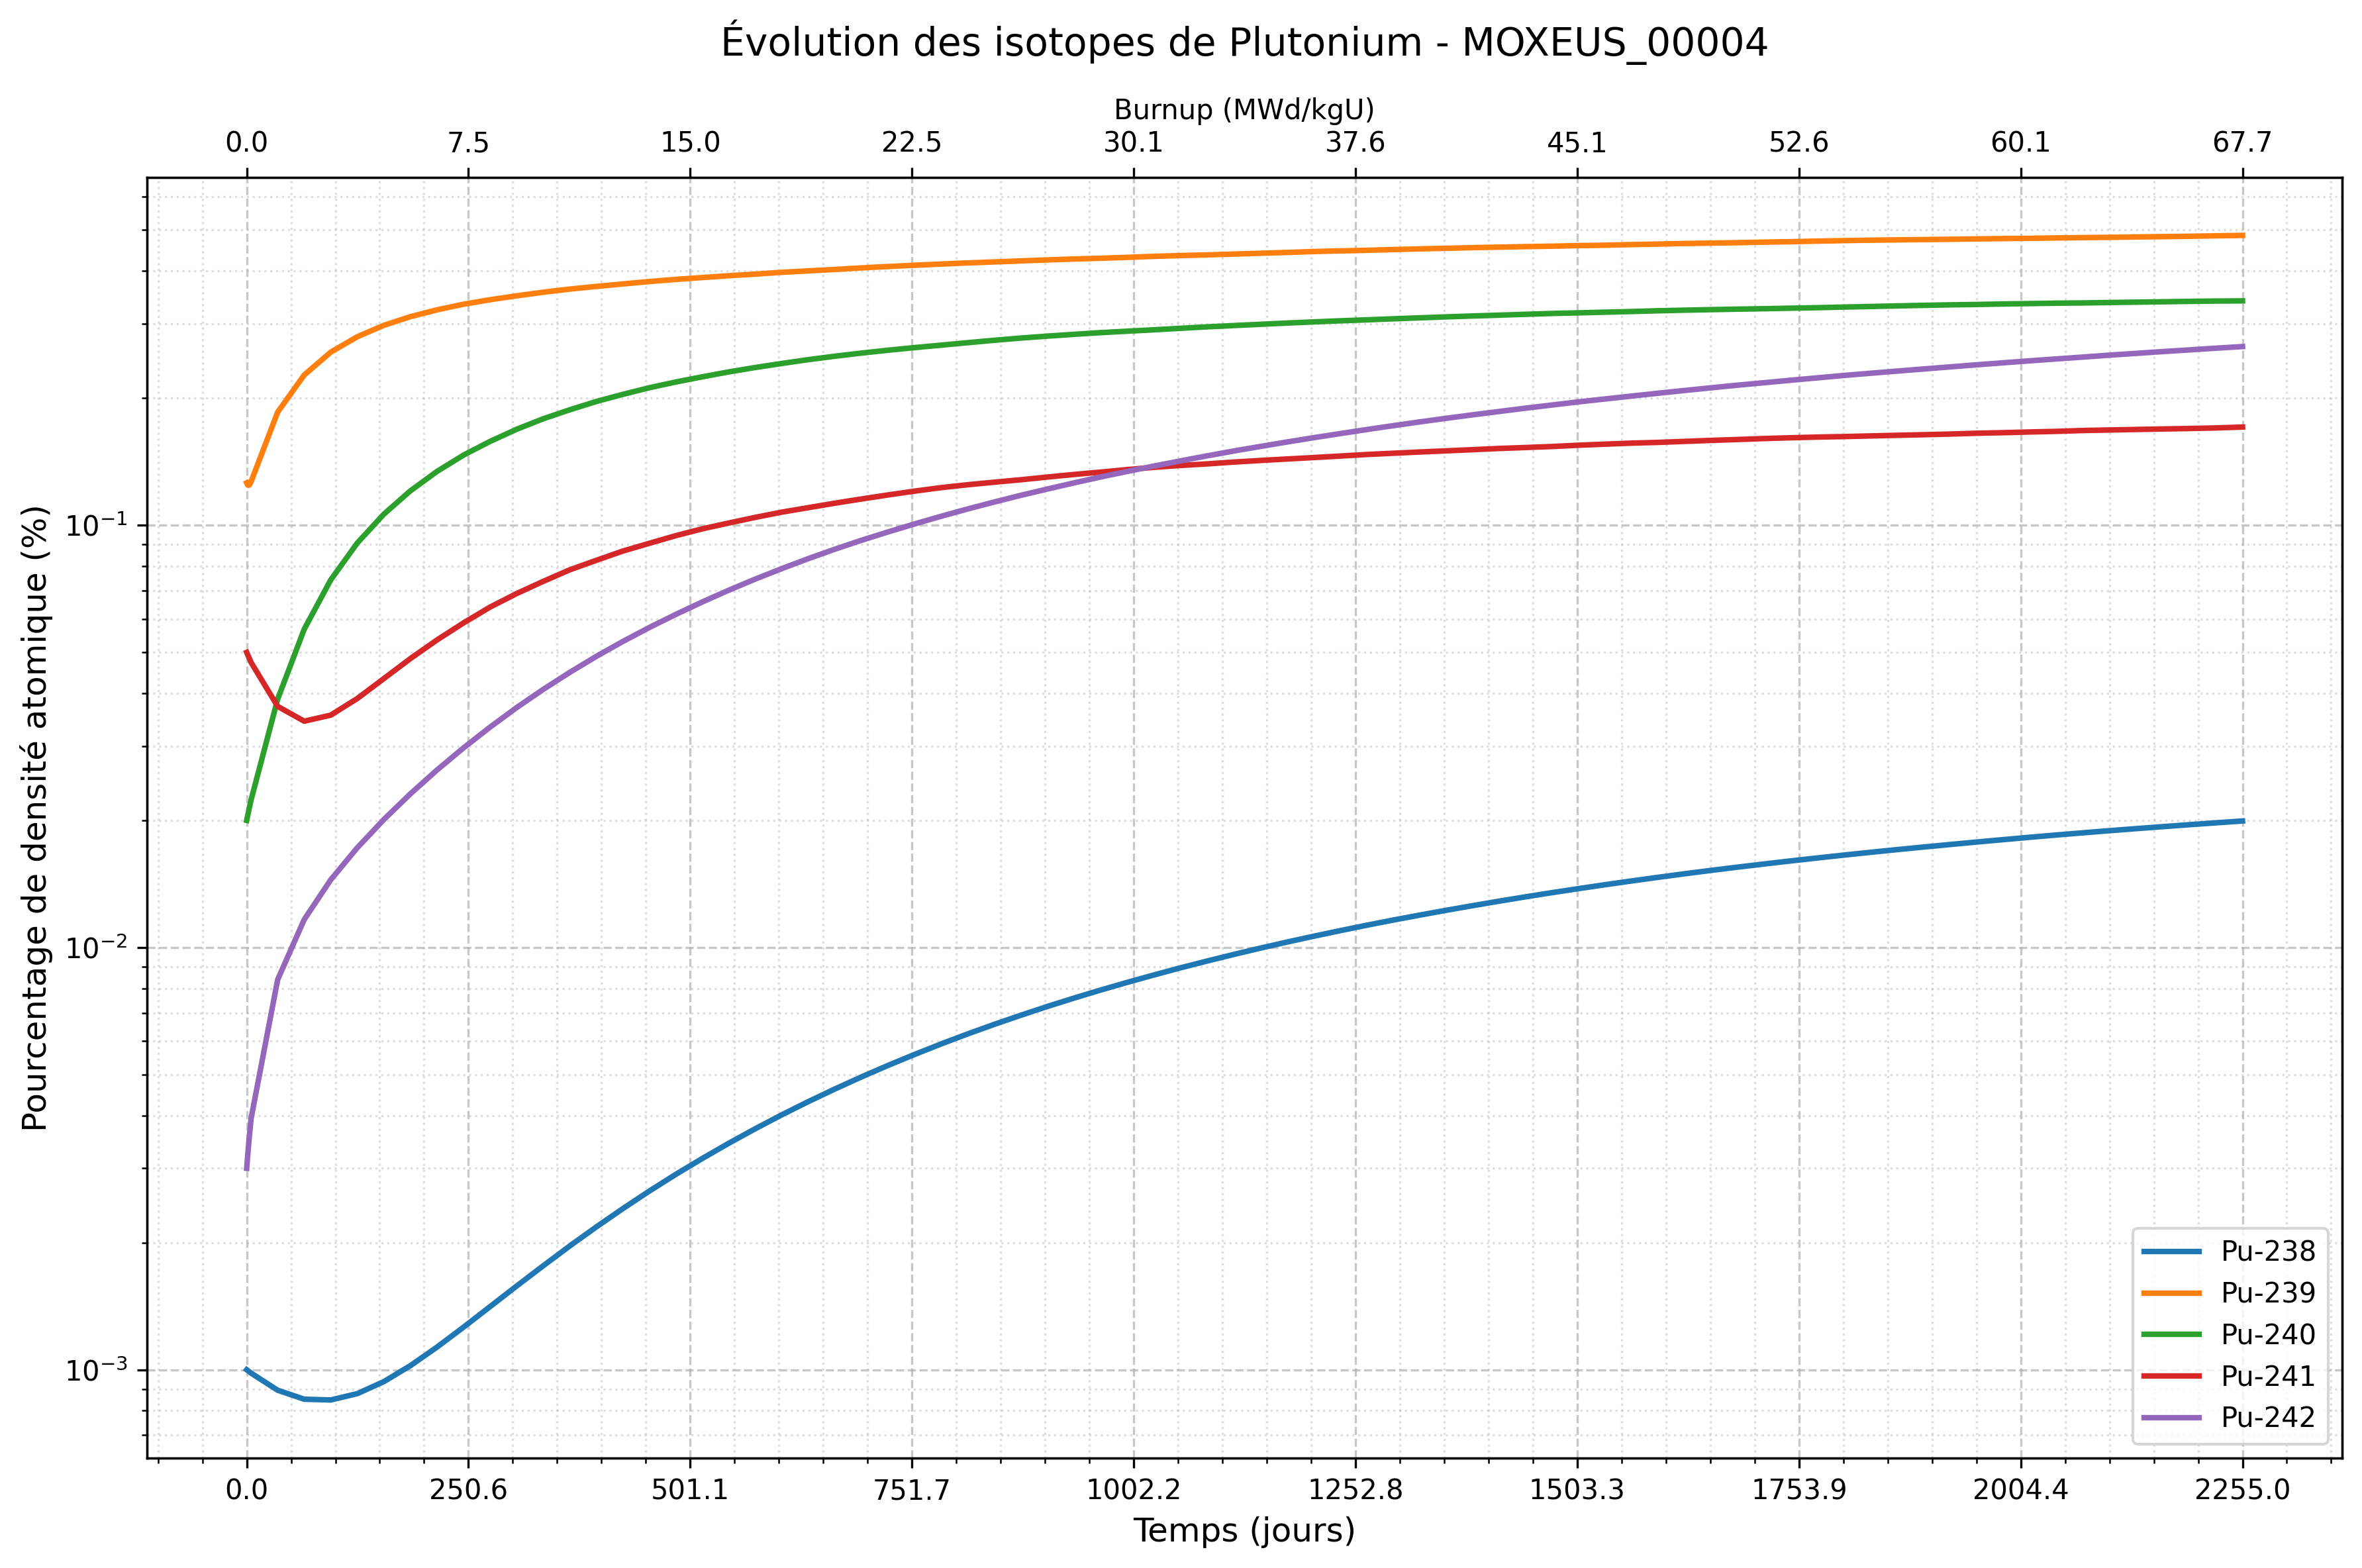 Évolution des isotopes de Plutonium - MOXEUS_00004
Burnup (MWd/kgU)
0.0 7.5 15.0 22.5 30.1 37.6 45.1 52.6 60.1 67.7
Pourcentage de densité atomique (%)
10⁻¹
10⁻²
10⁻³
Pu-238
Pu-239
Pu-240
Pu-241
Pu-242
0.0 250.6 501.1 751.7 1002.2 1252.8 1503.3 1753.9 2004.4 2255.0
Temps (jours)